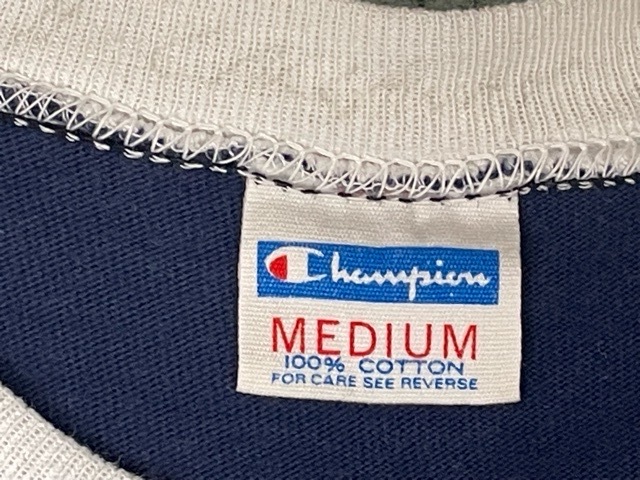 Champion
MEDIUM
100% COTTON
FOR CARE SEE REVERSE